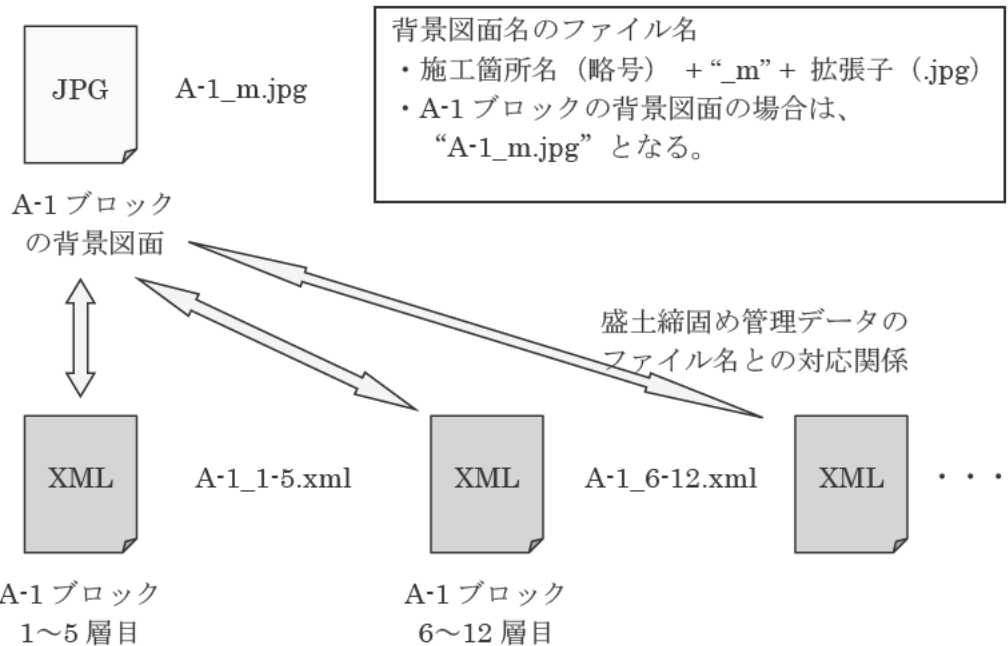 背景図面名のファイル名
・施工箇所名（略号） ＋“_m”＋ 拡張子（.jpg）
・A-1 ブロックの背景図面の場合は、
“A-1_m.jpg”となる。
JPG
A-1_m.jpg
A-1 ブロック
の背景図面
盛土締固め管理データの
ファイル名との対応関係
XML
A-1_1-5.xml
XML
A-1_6-12.xml
XML
・・・
A-1 ブロック
1～5 層目
A-1 ブロック
6～12 層目